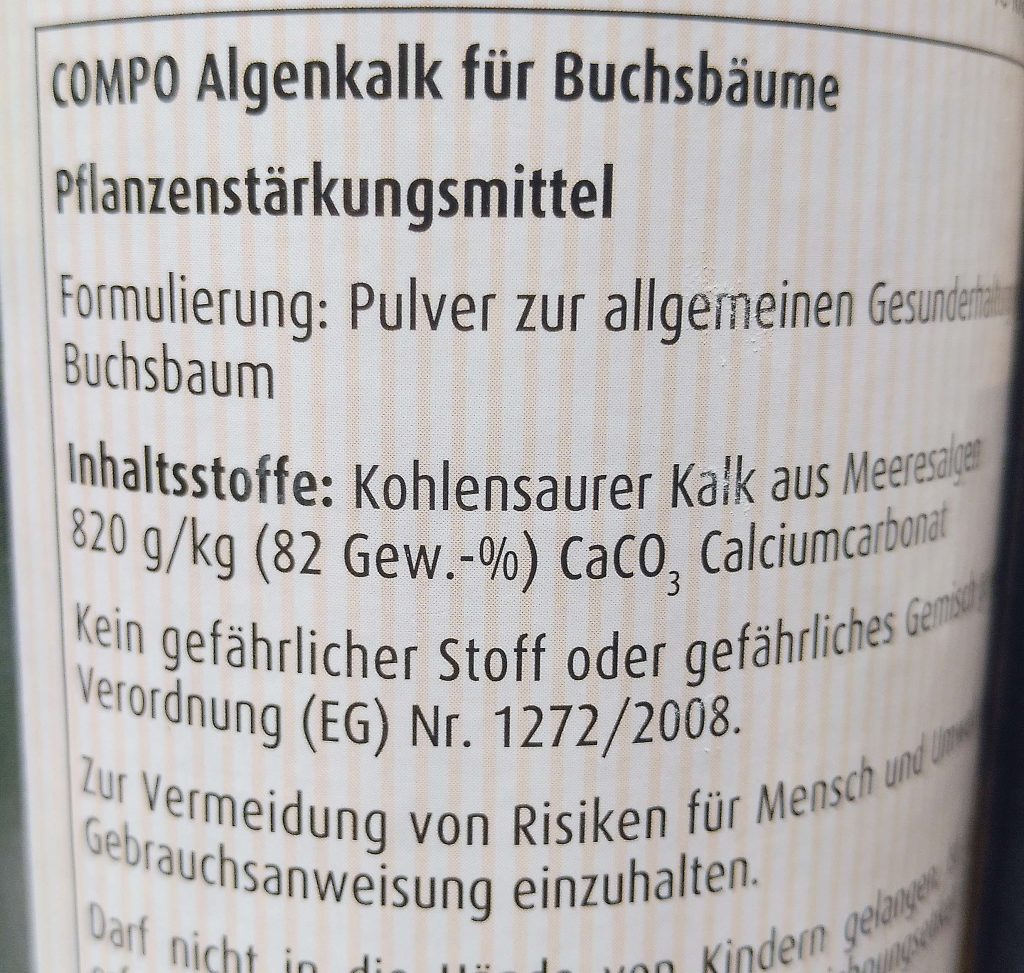 COMPO Algenkalk für Buchsbäume
Pflanzenstärkungsmittel
Formulierung: Pulver zur allgemeinen
Buchsbaum
Inhaltsstoffe: Kohlensaurer Kalk aus Meeresalgen
820 g/kg (82 Gew.-%) CaCO₃ Calciumcarbonat
Kein gefährlicher Stoff oder gefährliches Gemisch
Verordnung (EG) Nr. 1272/2008.
Zur Vermeidung von Risiken für Mensch und
Gebrauchsanweisung einzuhalten.
Darf nicht in die Hände von Kindern gelangen.